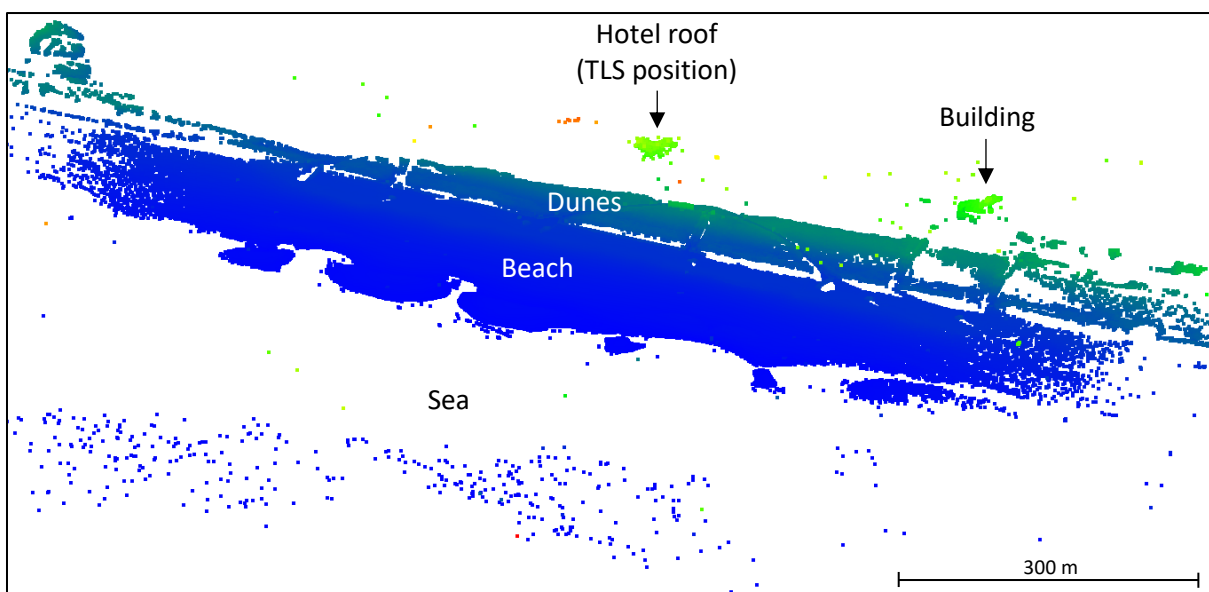 Hotel roof
(TLS position)
Building
Dunes
Beach
Sea
300 m